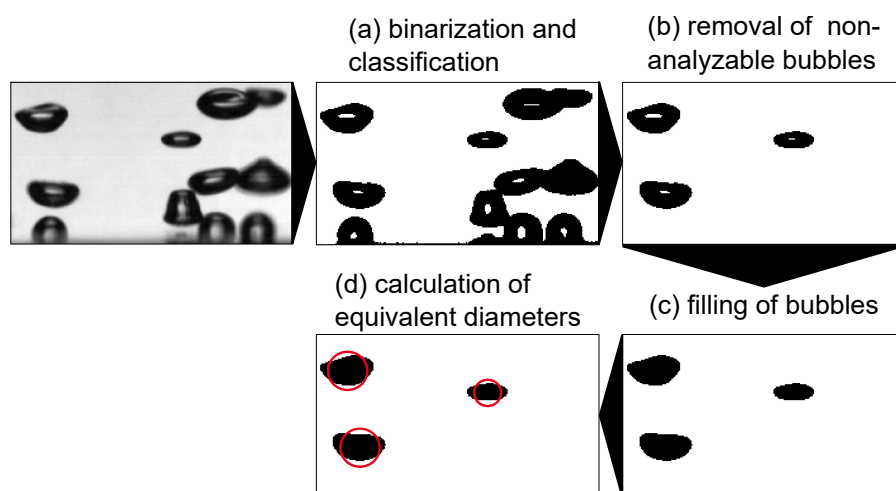 (a) binarization and
classification
(b) removal of  non-
analyzable bubbles
(c) filling of bubbles
(d) calculation of
equivalent diameters